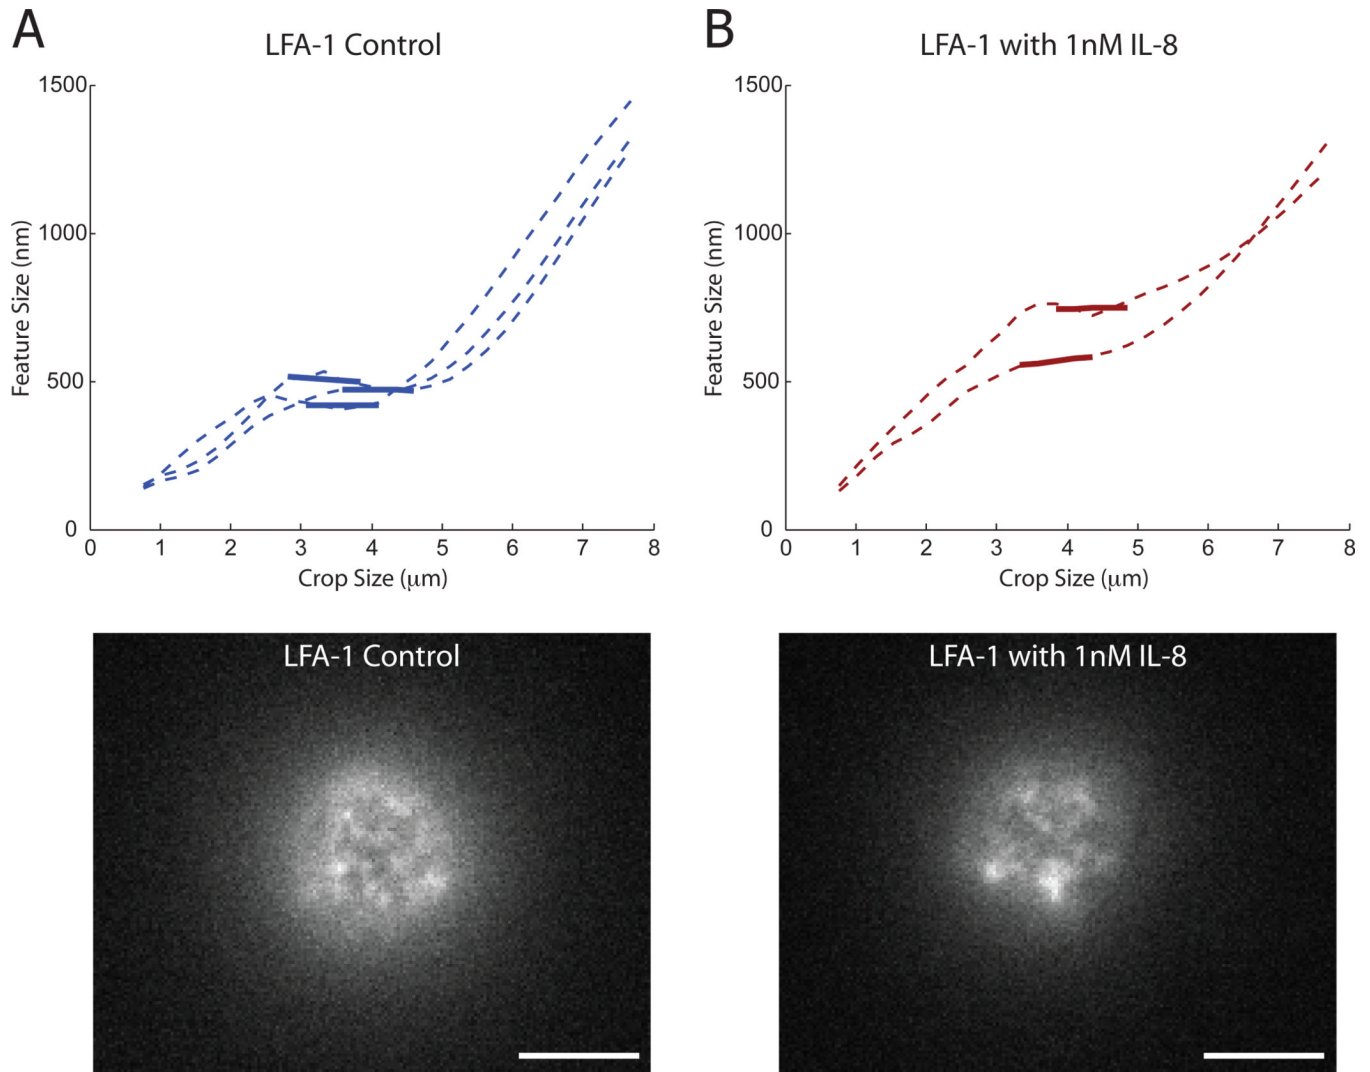 A
LFA-1 Control
1500
1000
500
0
Feature Size (nm)
0 1 2 3 4 5 6 7 8
Crop Size (μm)
B
LFA-1 with 1nM IL-8
1500
1000
500
0
Feature Size (nm)
0 1 2 3 4 5 6 7 8
Crop Size (μm)
LFA-1 Control
LFA-1 with 1nM IL-8